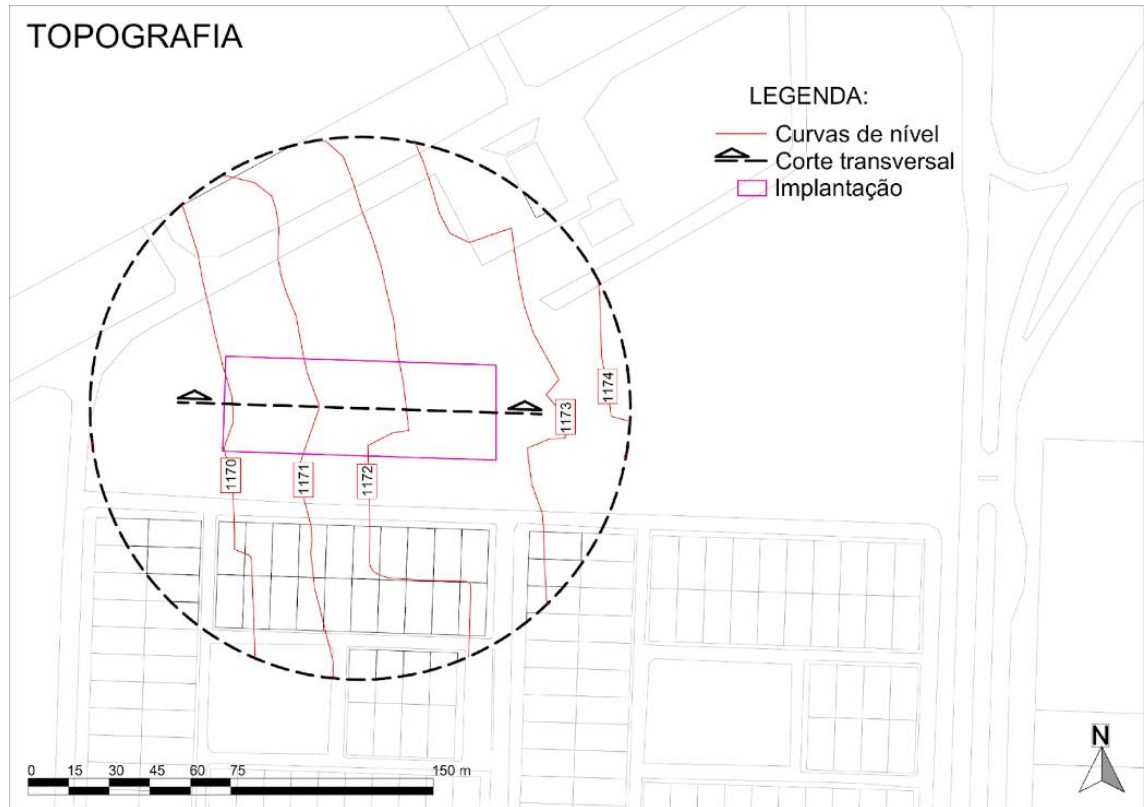 TOPOGRAFIA
LEGENDA:
Curvas de nível
Corte transversal
Implantação
1174
1173
1170
1171
1172
0 15 30 45 60 75 150 m
N